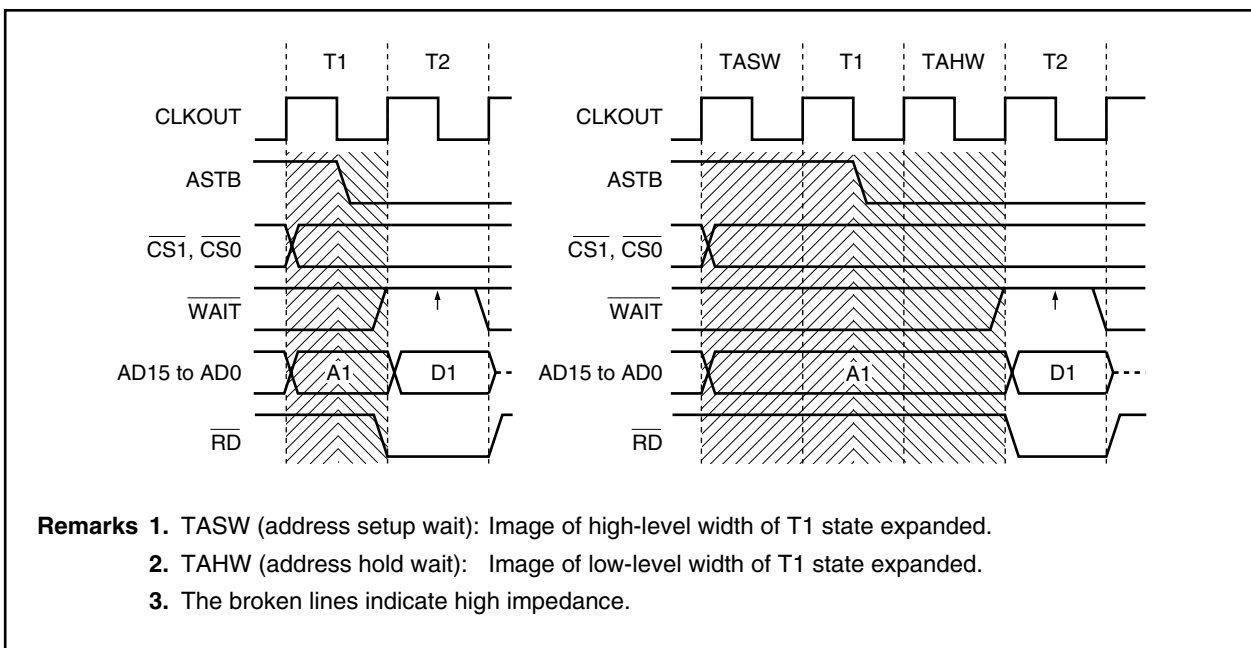 T1 T2 TASW T1 TAHW T2
CLKOUT CLKOUT
ASTB ASTB
CS1, CS0 CS1, CS0
WAIT WAIT
AD15 to AD0 A1 D1 AD15 to AD0 A1 D1
RD RD
Remarks 1. TASW (address setup wait): Image of high-level width of T1 state expanded.
2. TAHW (address hold wait): Image of low-level width of T1 state expanded.
3. The broken lines indicate high impedance.